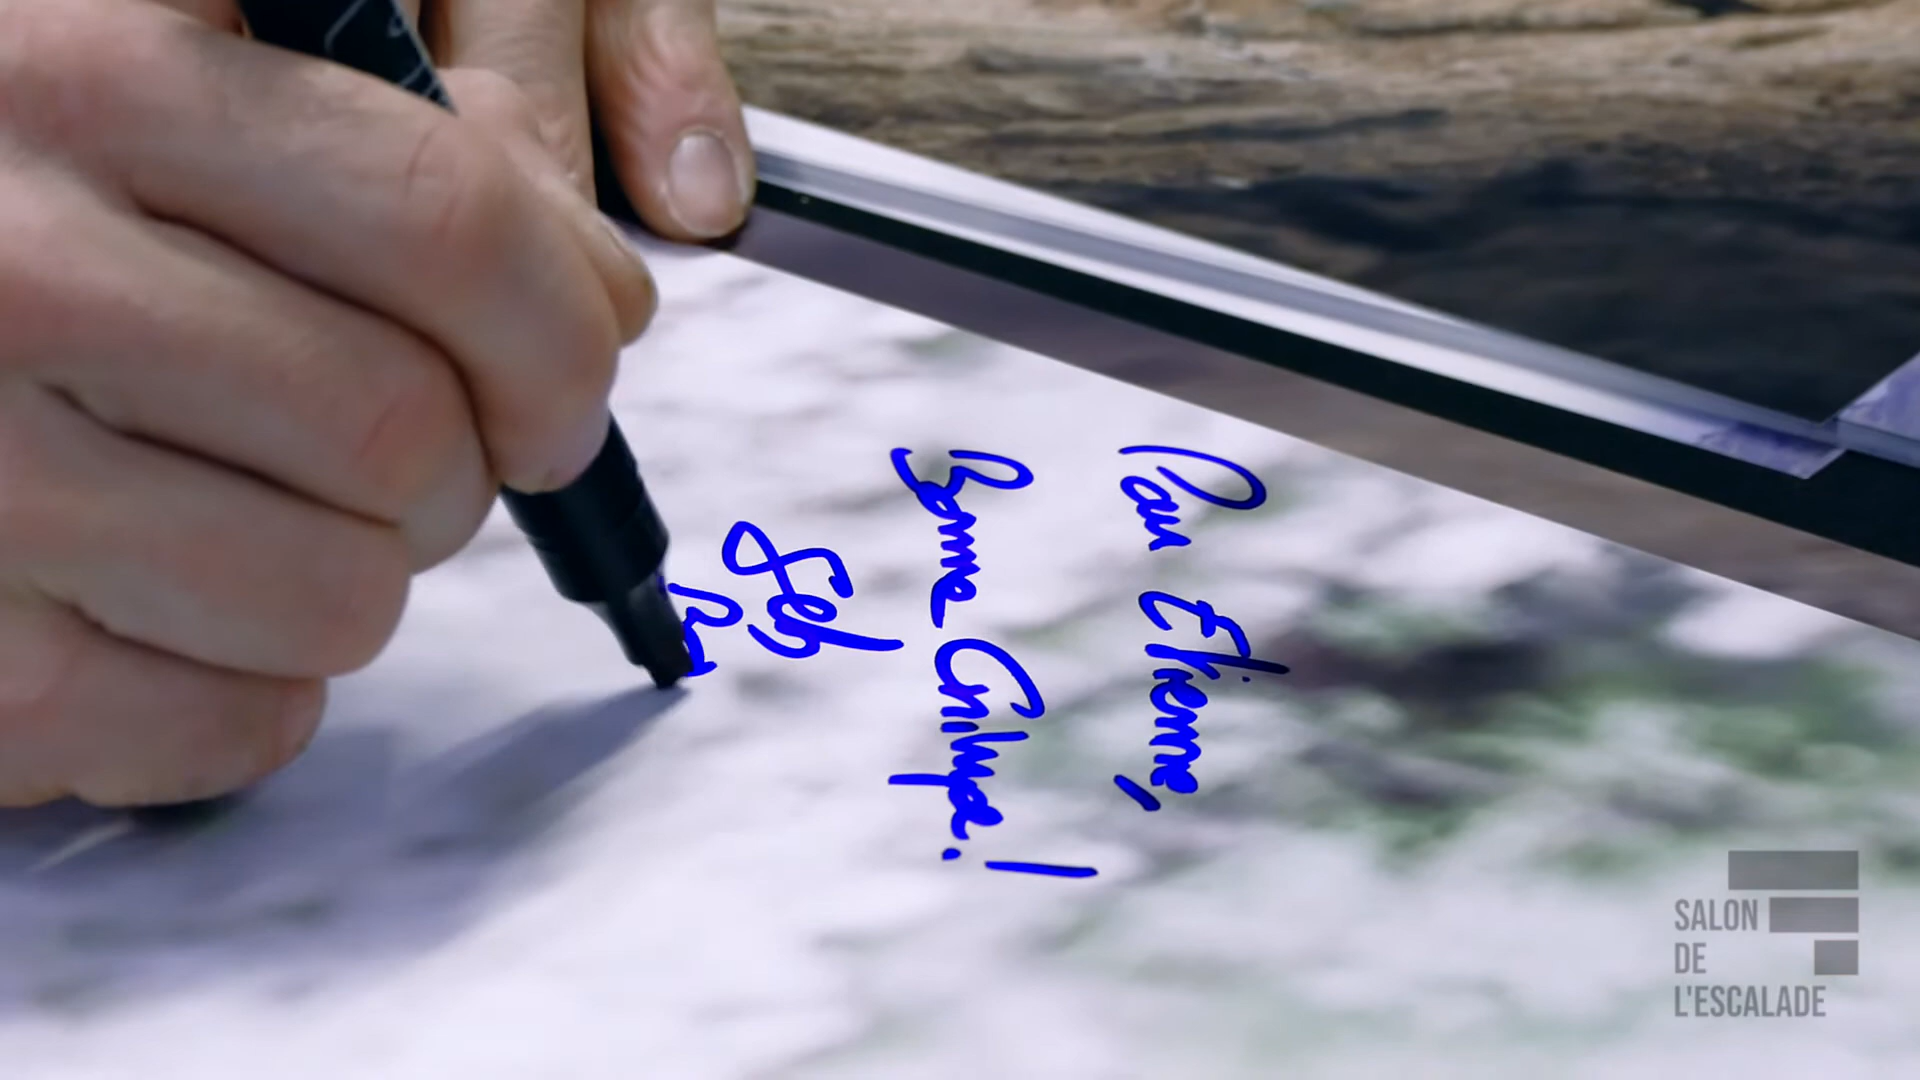 Pour Etienne,
Bonne Grimpe !
Seb
SALON
DE
L'ESCALADE